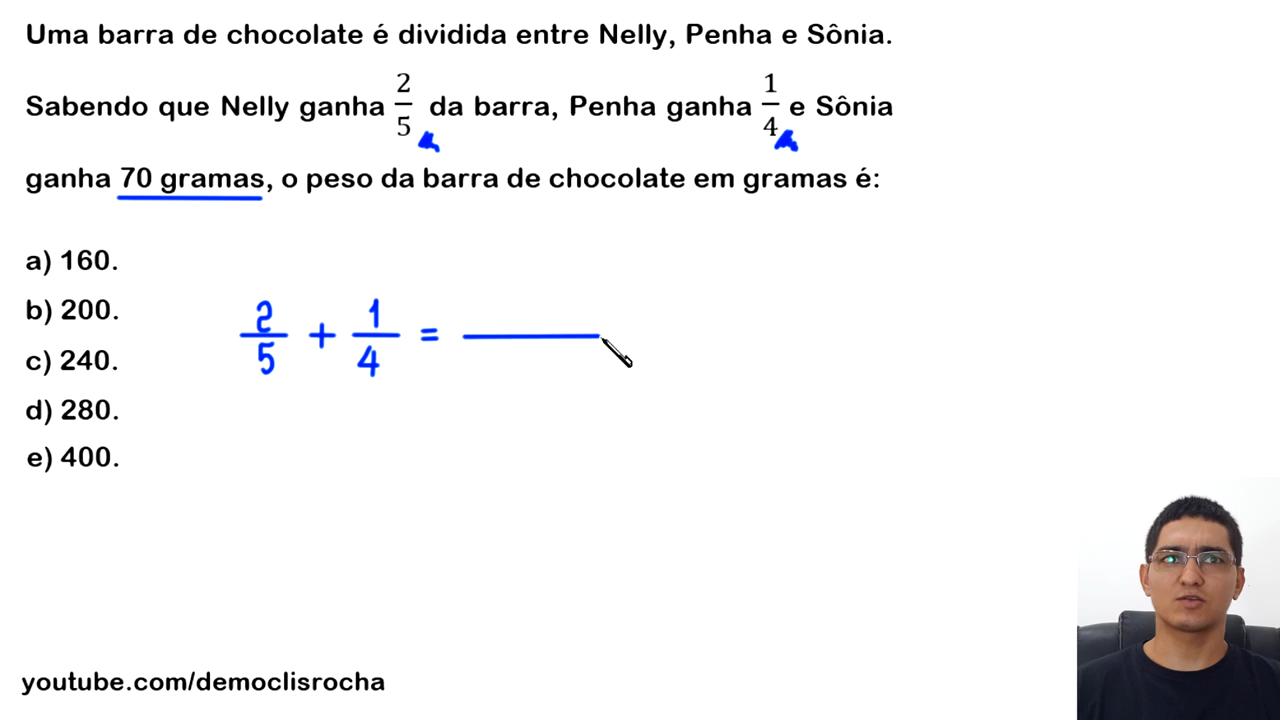 Uma barra de chocolate é dividida entre Nelly, Penha e Sônia.
Sabendo que Nelly ganha 2/5 da barra, Penha ganha 1/4 e Sônia
ganha 70 gramas, o peso da barra de chocolate em gramas é:
a) 160.
b) 200.
c) 240.
d) 280.
e) 400.
2/5 + 1/4 =
youtube.com/democlisrocha